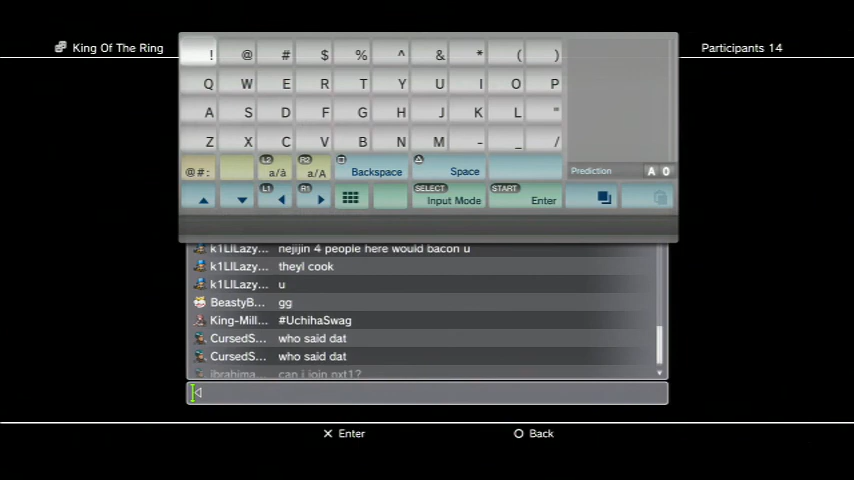 King Of The Ring
Participants 14
! @ # $ % ^ & * ( )
Q W E R T Y U I O P
A S D F G H J K L "
Z X C V B N M - _ /
@#: L2 a/â R2 a/A Backspace Space
Prediction A 0
L1 R1 SELECT Input Mode START Enter
k1LlLazy... nejijin 4 people here would bacon u
k1LlLazy... theyl cook
k1LlLazy... u
BeastyB... gg
King-Mill... #UchihaSwag
CursedS... who said dat
CursedS... who said dat
ibrahima... can i join nxt1?
Enter Back